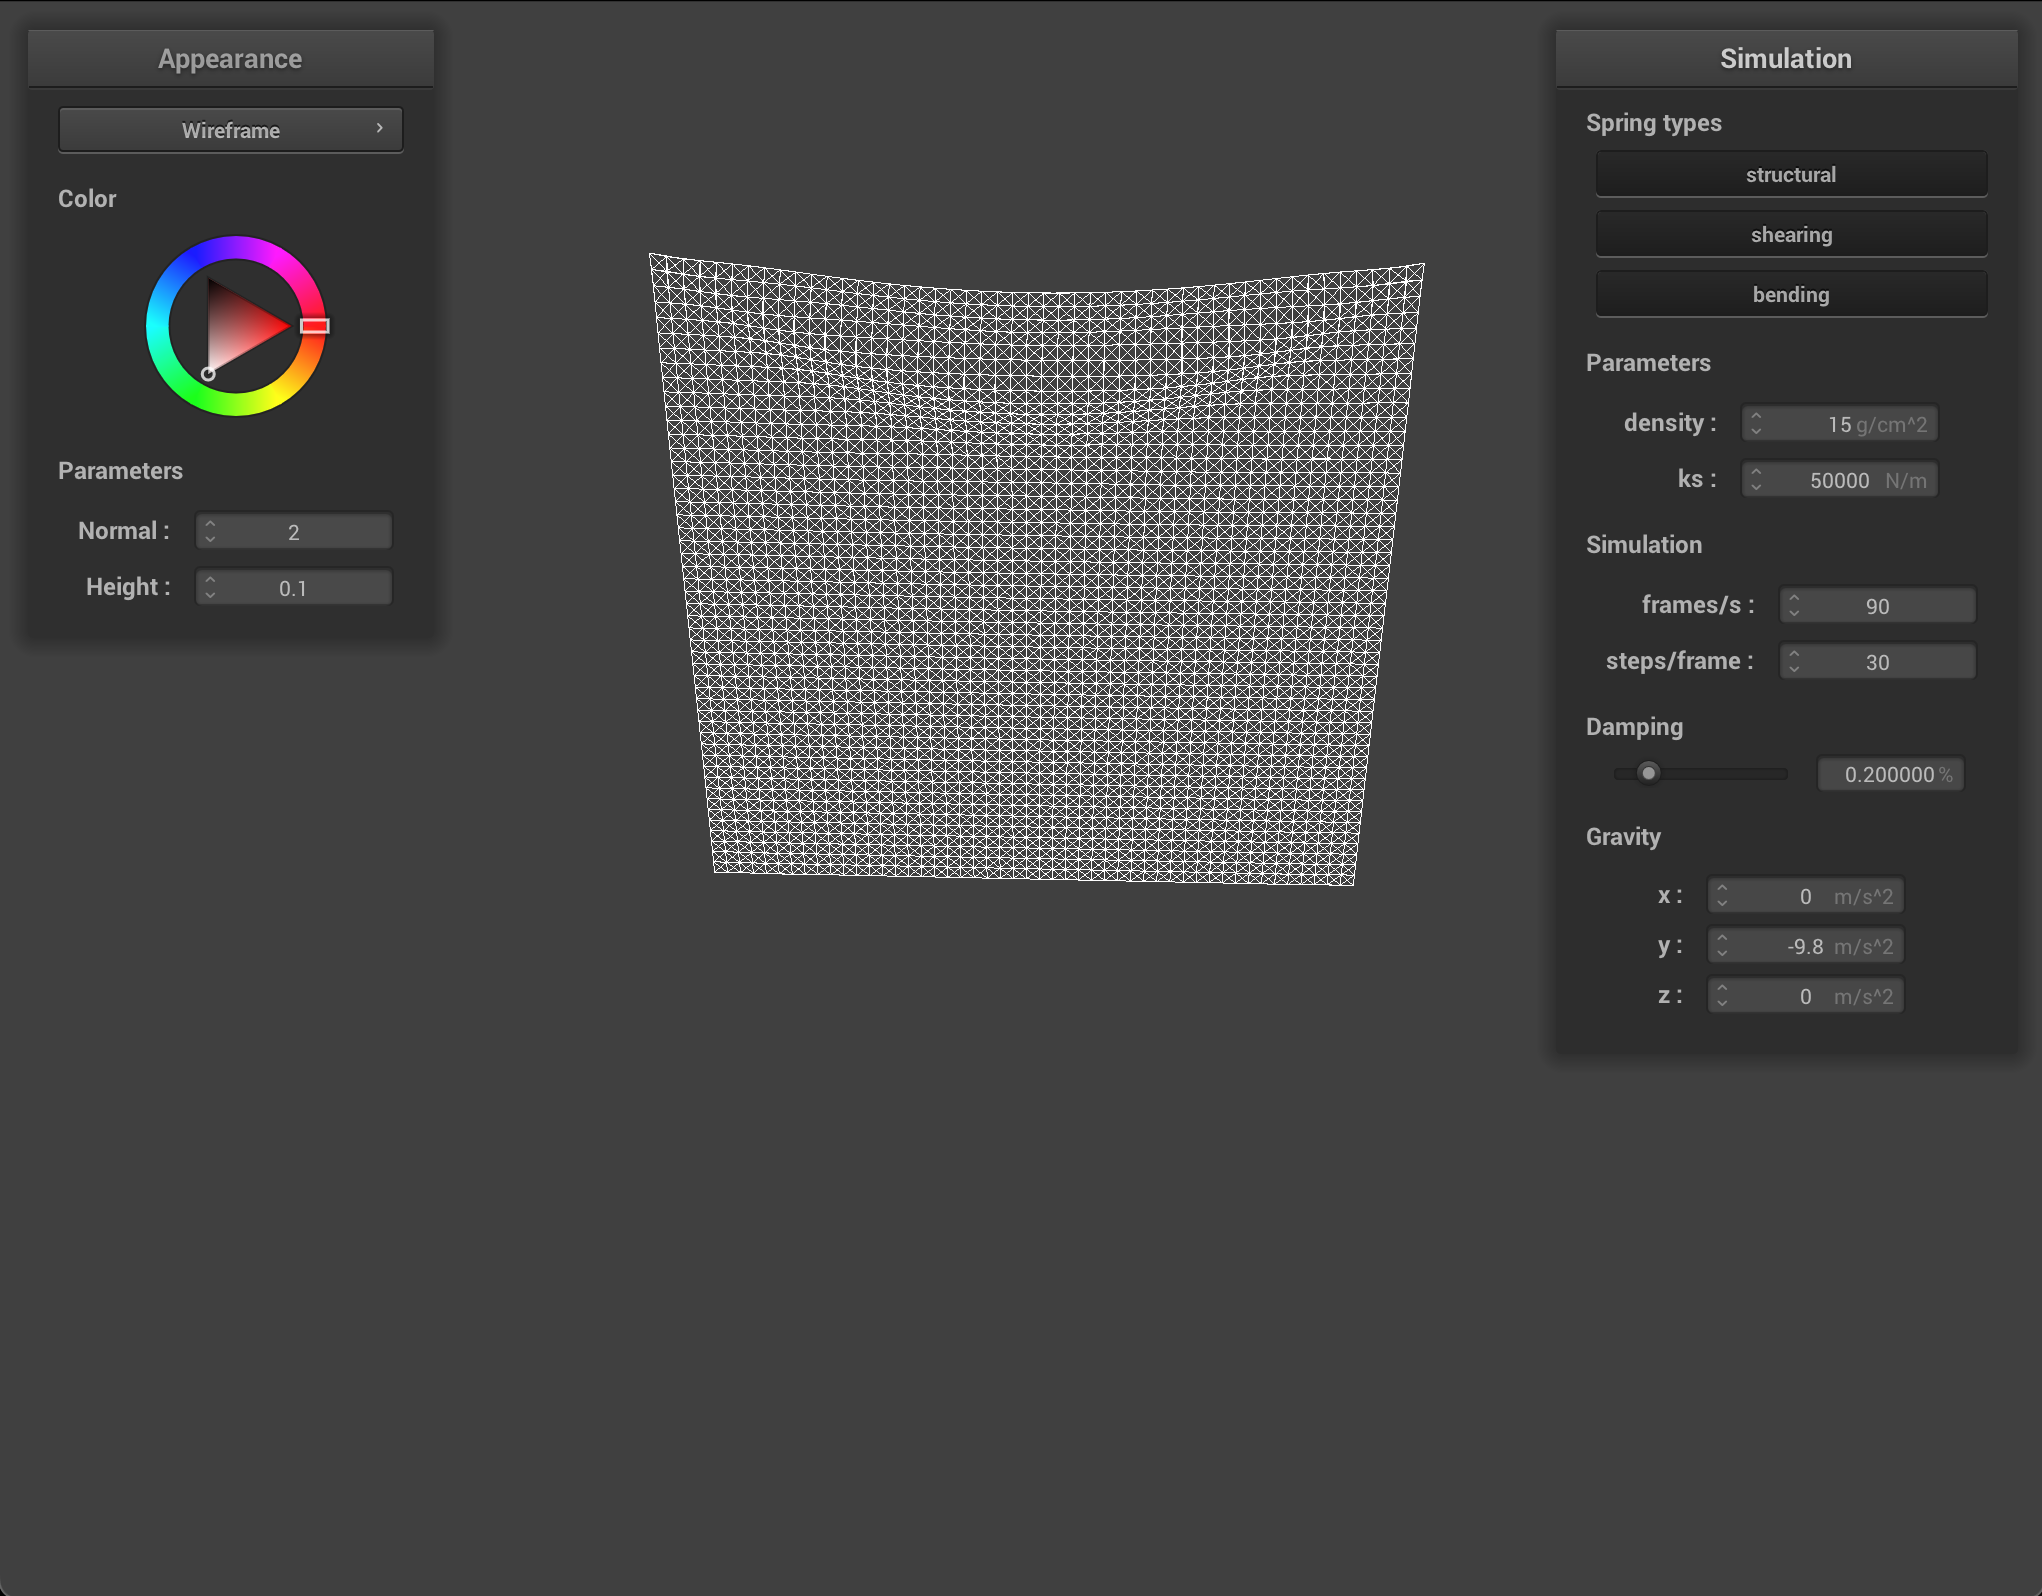 Appearance
Wireframe
Color
Parameters
Normal : 2
Height : 0.1
Simulation
Spring types
structural
shearing
bending
Parameters
density : 15 g/cm^2
ks : 50000 N/m
Simulation
frames/s : 90
steps/frame : 30
Damping
0.200000 %
Gravity
x : 0 m/s^2
y : -9.8 m/s^2
z : 0 m/s^2